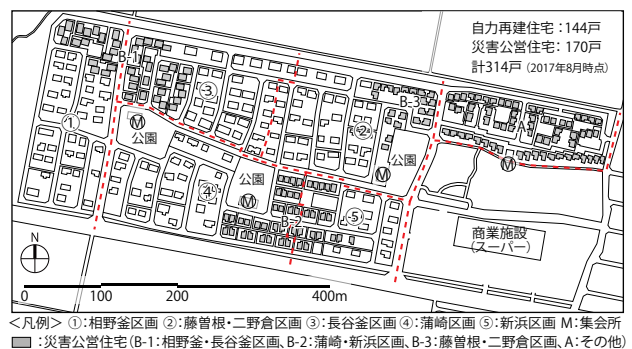 自力再建住宅：144戸
災害公営住宅：170戸
計314戸（2017年8月時点）
B-1
③
B-3
①
②
M
公園
公園
M
M
公園
④
M
⑤
B-2
商業施設
（スーパー）
N
0 100 200 400m
＜凡例＞ ①：相野釜区画 ②：藤曽根・二野倉区画 ③：長谷釜区画 ④：蒲崎区画 ⑤：新浜区画 M：集会所
：災害公営住宅（B-1：相野釜・長谷釜区画、B-2：蒲崎・新浜区画、B-3：藤曽根・二野倉区画、A：その他）